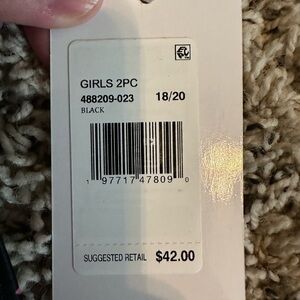 GIRLS 2PC
488209-023 18/20
BLACK
1 97717 47809 0
SUGGESTED RETAIL $42.00